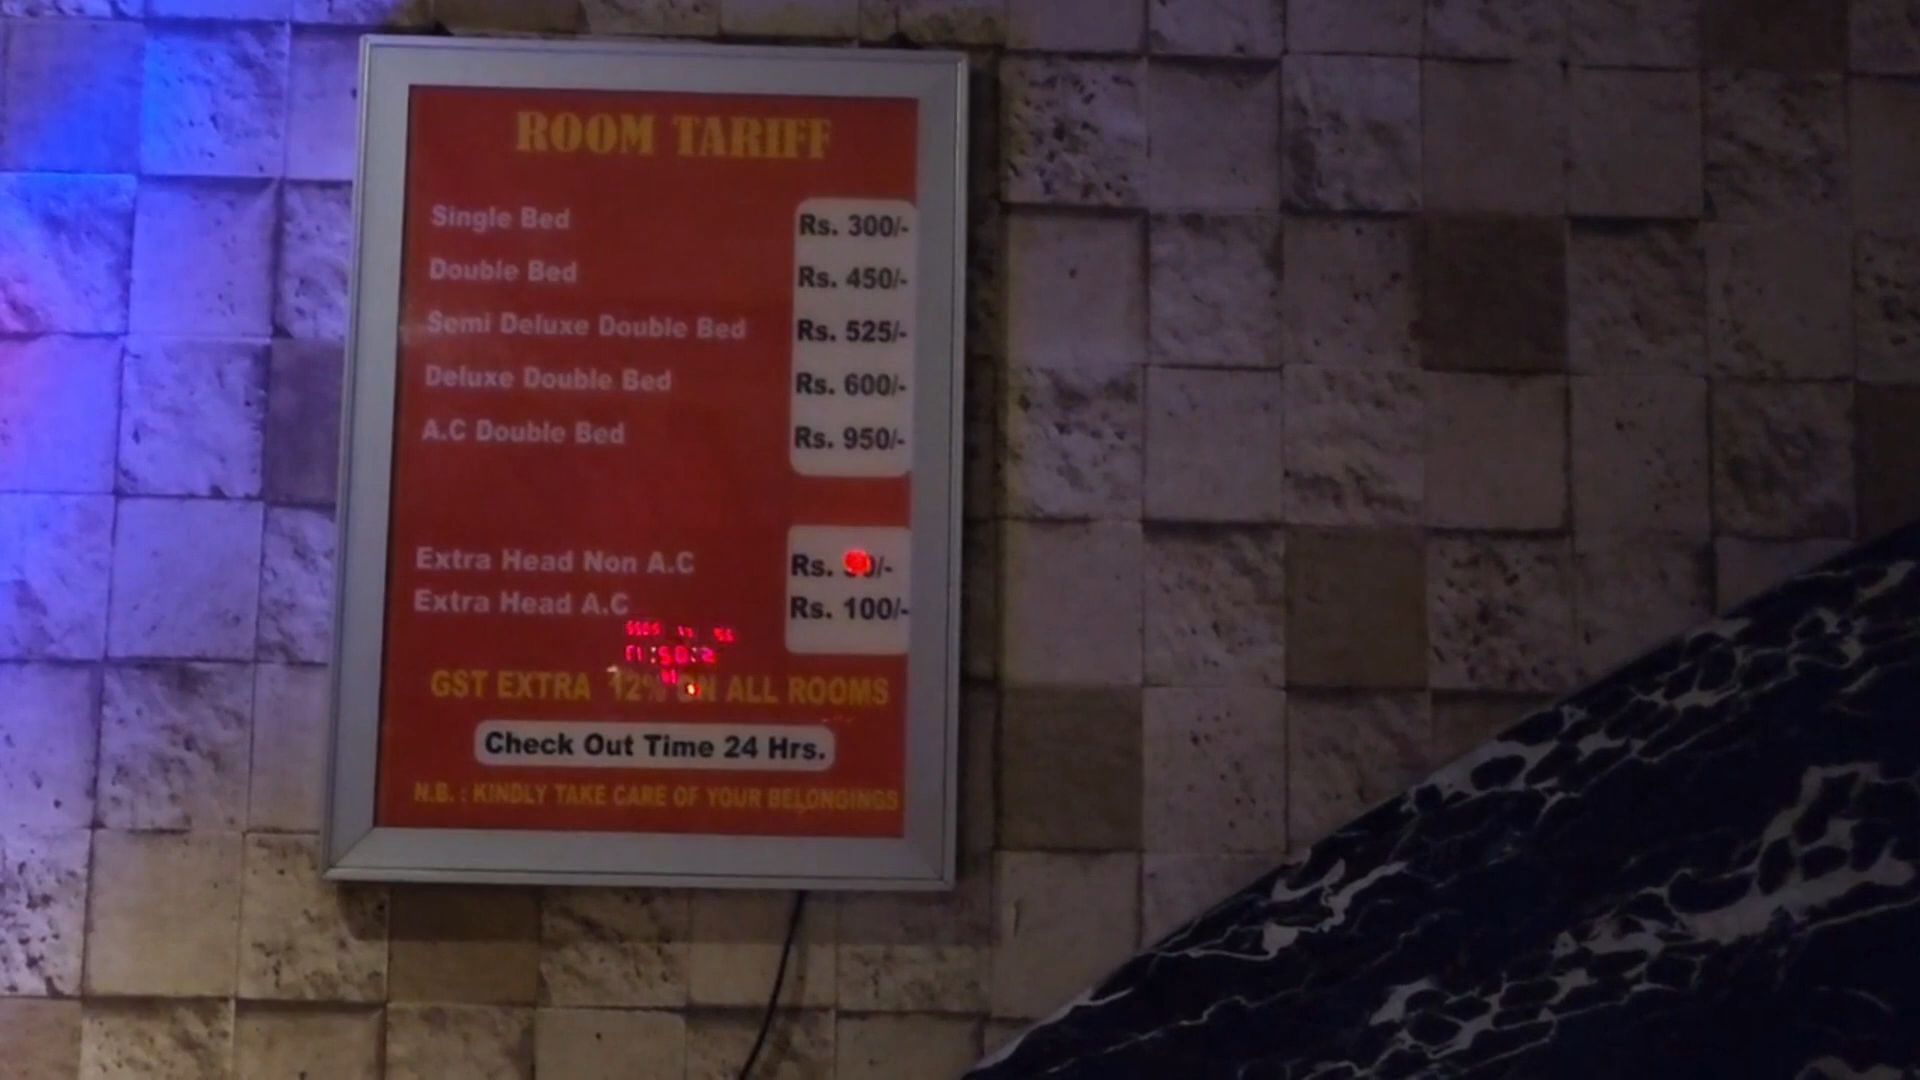 ROOM TARIFF
Single Bed Rs. 300/-
Double Bed Rs. 450/-
Semi Deluxe Double Bed Rs. 525/-
Deluxe Double Bed Rs. 600/-
A.C Double Bed Rs. 950/-
Extra Head Non A.C Rs.
Extra Head A.C Rs. 100/-
GST EXTRA 12% ON ALL ROOMS
Check Out Time 24 Hrs.
N.B. : KINDLY TAKE CARE OF YOUR BELONGINGS